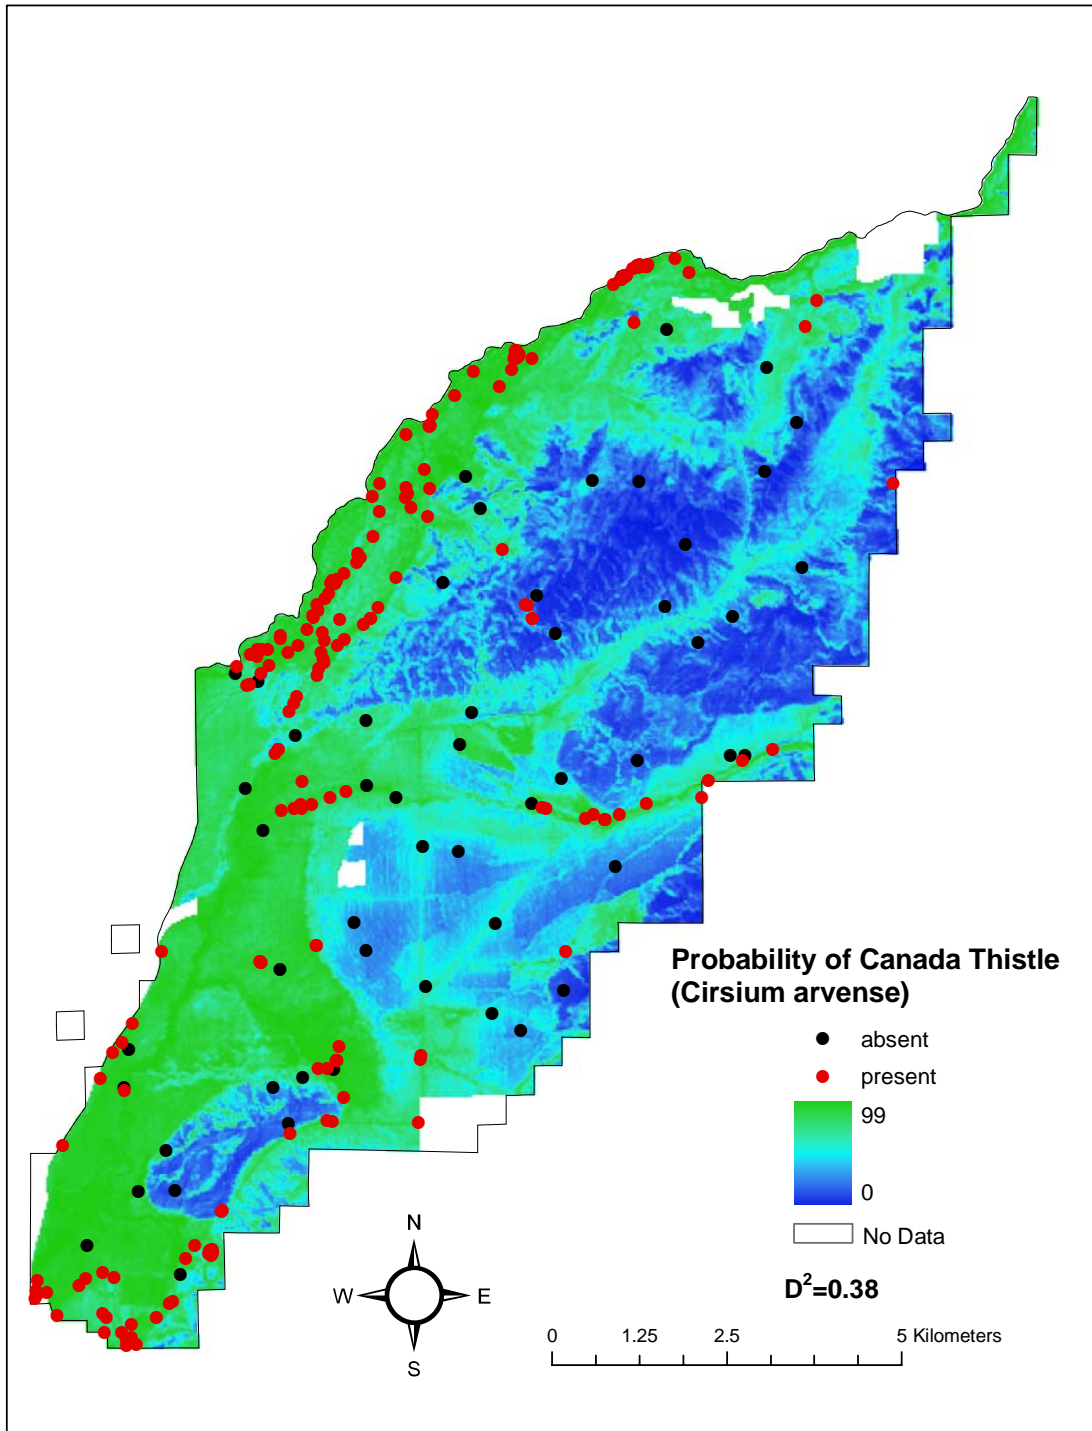 Probability of Canada Thistle
(Cirsium arvense)
absent
present
99
0
No Data
D²=0.38
N
W E
S
0 1.25 2.5 5 Kilometers